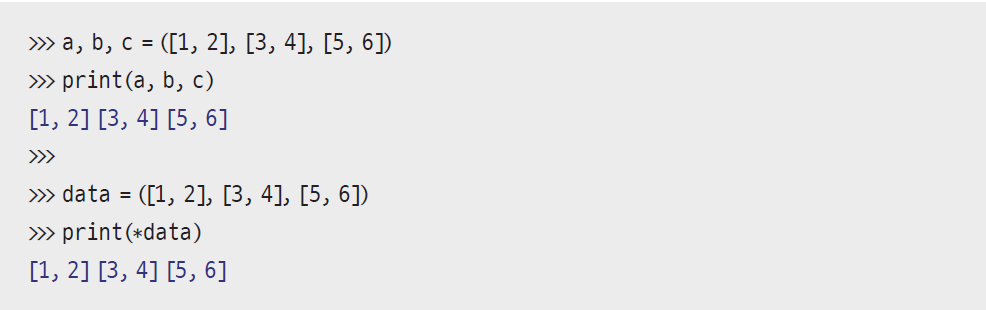 >>> a, b, c = ([1, 2], [3, 4], [5, 6])
>>> print(a, b, c)
[1, 2] [3, 4] [5, 6]
>>>
>>> data = ([1, 2], [3, 4], [5, 6])
>>> print(*data)
[1, 2] [3, 4] [5, 6]